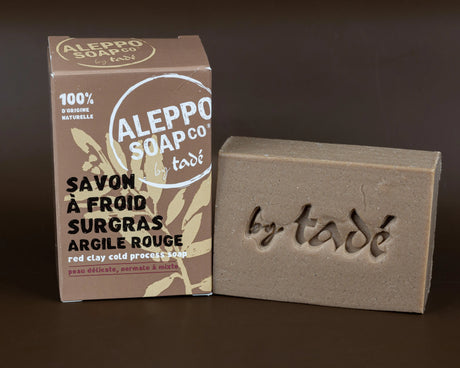 ALEPPO
SOAP CO
by tadé
100%
D'ORIGINE
NATURELLE
ALEPPO
SOAP CO
by tadé
SAVON
À FROID
SURGRAS
ARGILE ROUGE
red clay cold process soap
peau délicate, normale à mixte
by tadé